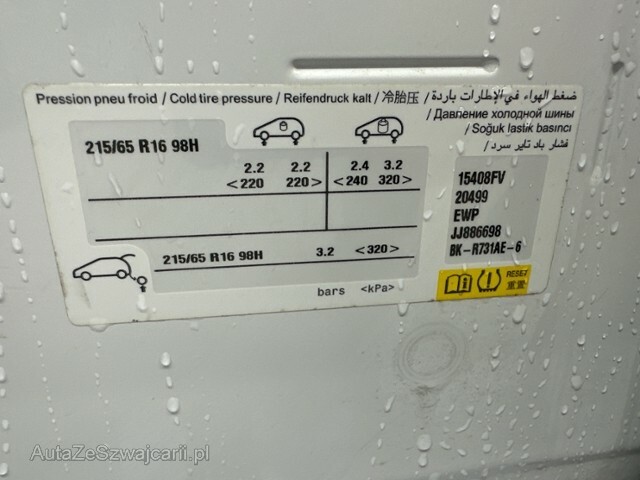 Pression pneu froid / Cold tire pressure / Reifendruck kalt / 冷胎压 / ضغط الهواء في الإطارات باردة
/ Давление холодной шины
/ Soğuk lastik basıncı
/ فشار باد تایر سرد
215/65 R16 98H
2.2 2.2 2.4 3.2
<220 220> <240 320>
215/65 R16 98H 3.2 <320>
bars <kPa>
15408FV
20499
EWP
JJ886698
BK-R731AE-6
RESET
重置
AutaZeSzwajcarii.pl